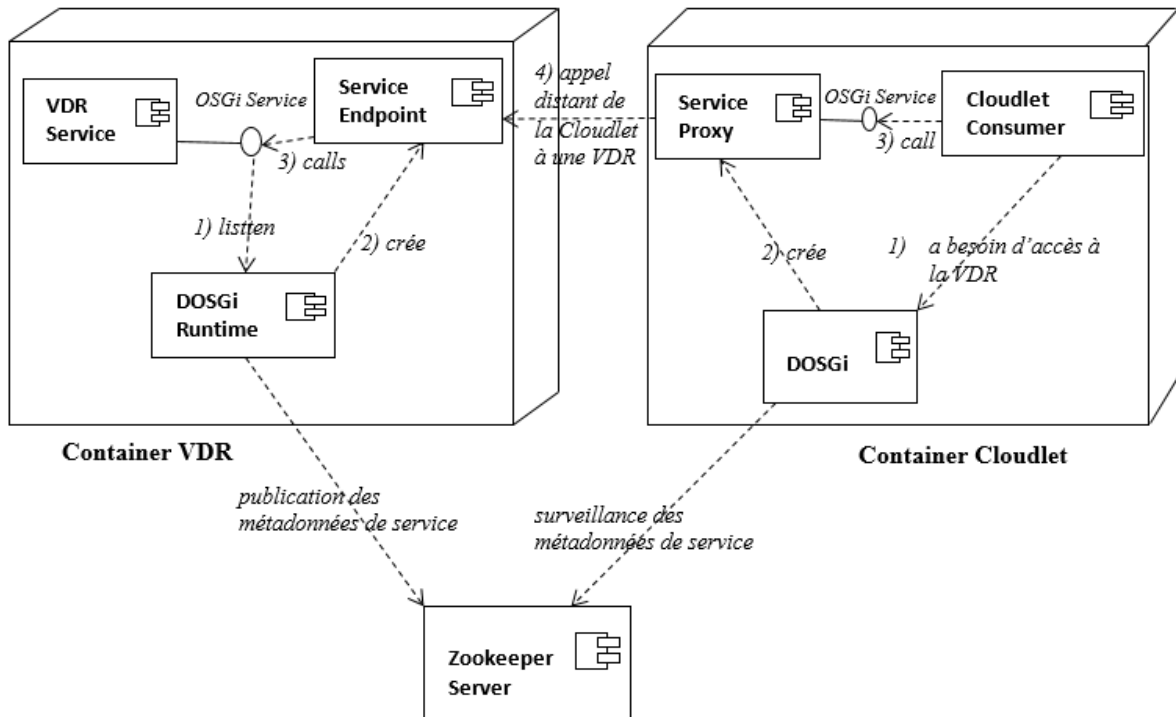 VDR
Service
OSGi Service
Service
Endpoint
3) calls
1) listten
2) crée
DOSGi
Runtime
Container VDR
4) appel
distant de
la Cloudlet
à une VDR
Service
Proxy
OSGi Service
Cloudlet
Consumer
3) call
2) crée
1) a besoin d’accès à
la VDR
DOSGi
Container Cloudlet
publication des
métadonnées de service
surveillance des
métadonnées de service
Zookeeper
Server